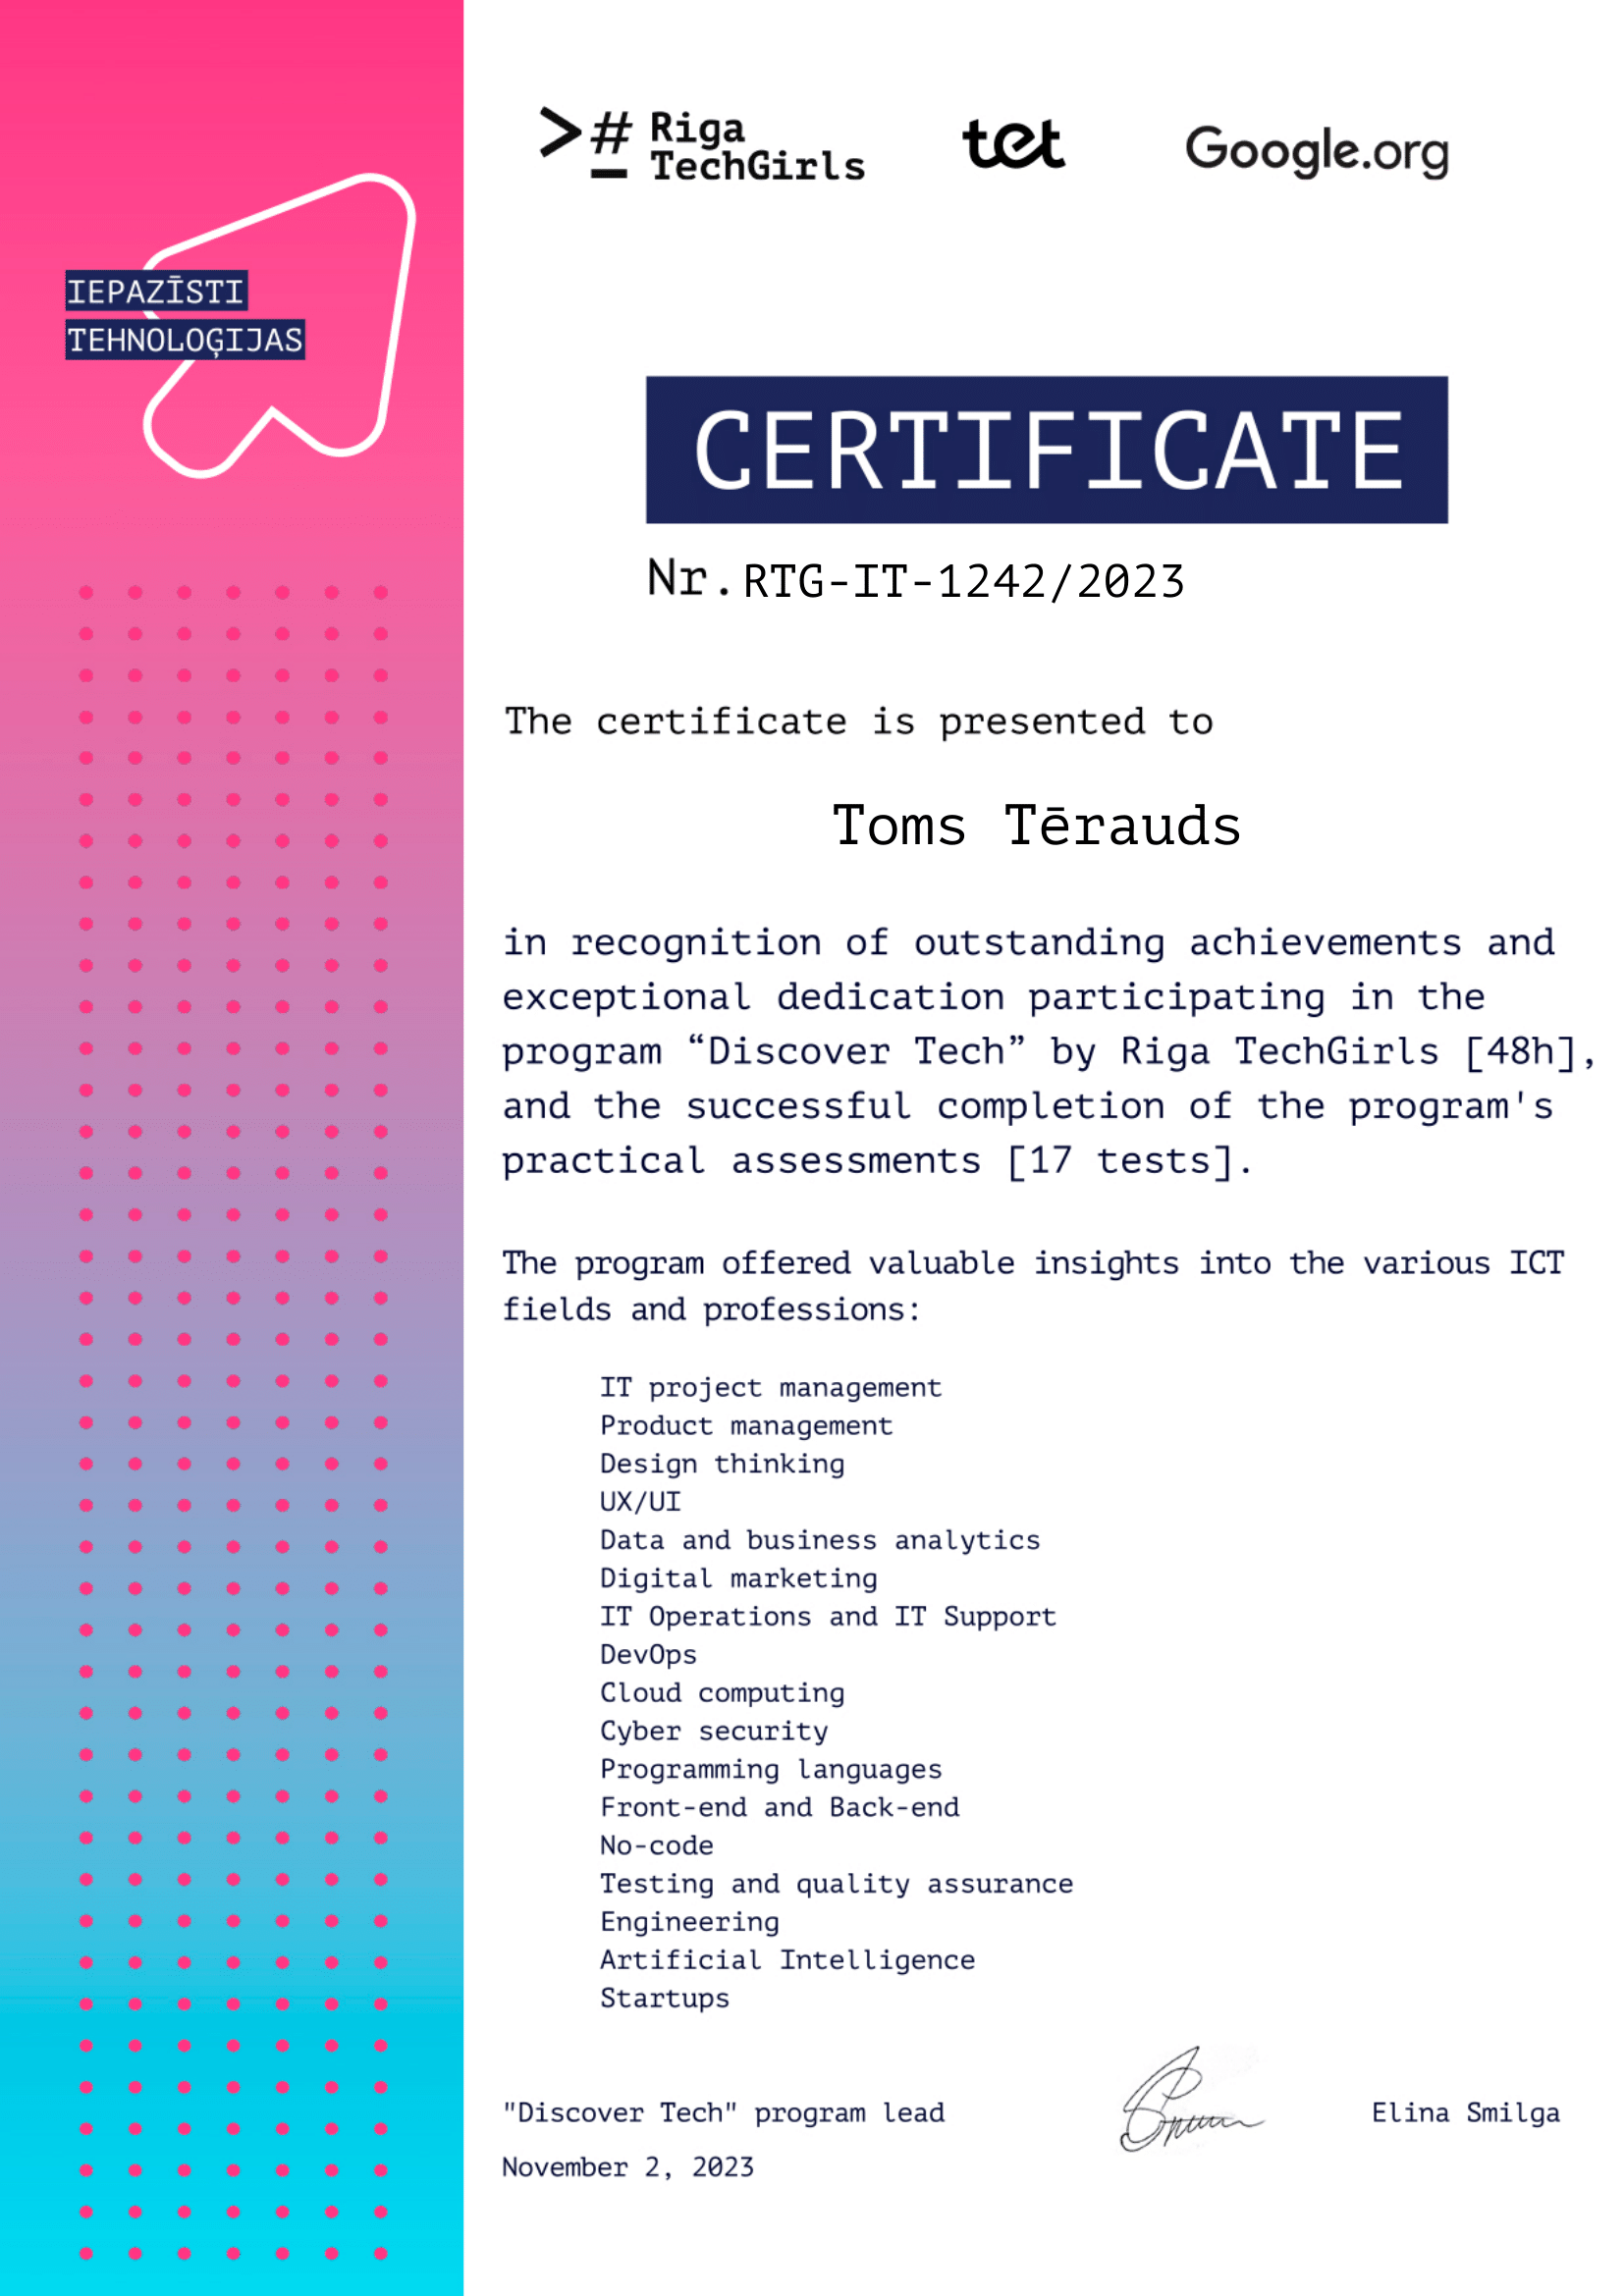 ># Riga
TechGirls
tet
Google.org
IEPAZĪSTI
TEHNOLOĢIJAS
CERTIFICATE
Nr.RTG-IT-1242/2023
The certificate is presented to
Toms Tērauds
in recognition of outstanding achievements and
exceptional dedication participating in the
program “Discover Tech” by Riga TechGirls [48h],
and the successful completion of the program's
practical assessments [17 tests].
The program offered valuable insights into the various ICT
fields and professions:
IT project management
Product management
Design thinking
UX/UI
Data and business analytics
Digital marketing
IT Operations and IT Support
DevOps
Cloud computing
Cyber security
Programming languages
Front-end and Back-end
No-code
Testing and quality assurance
Engineering
Artificial Intelligence
Startups
"Discover Tech" program lead
Elina Smilga
November 2, 2023